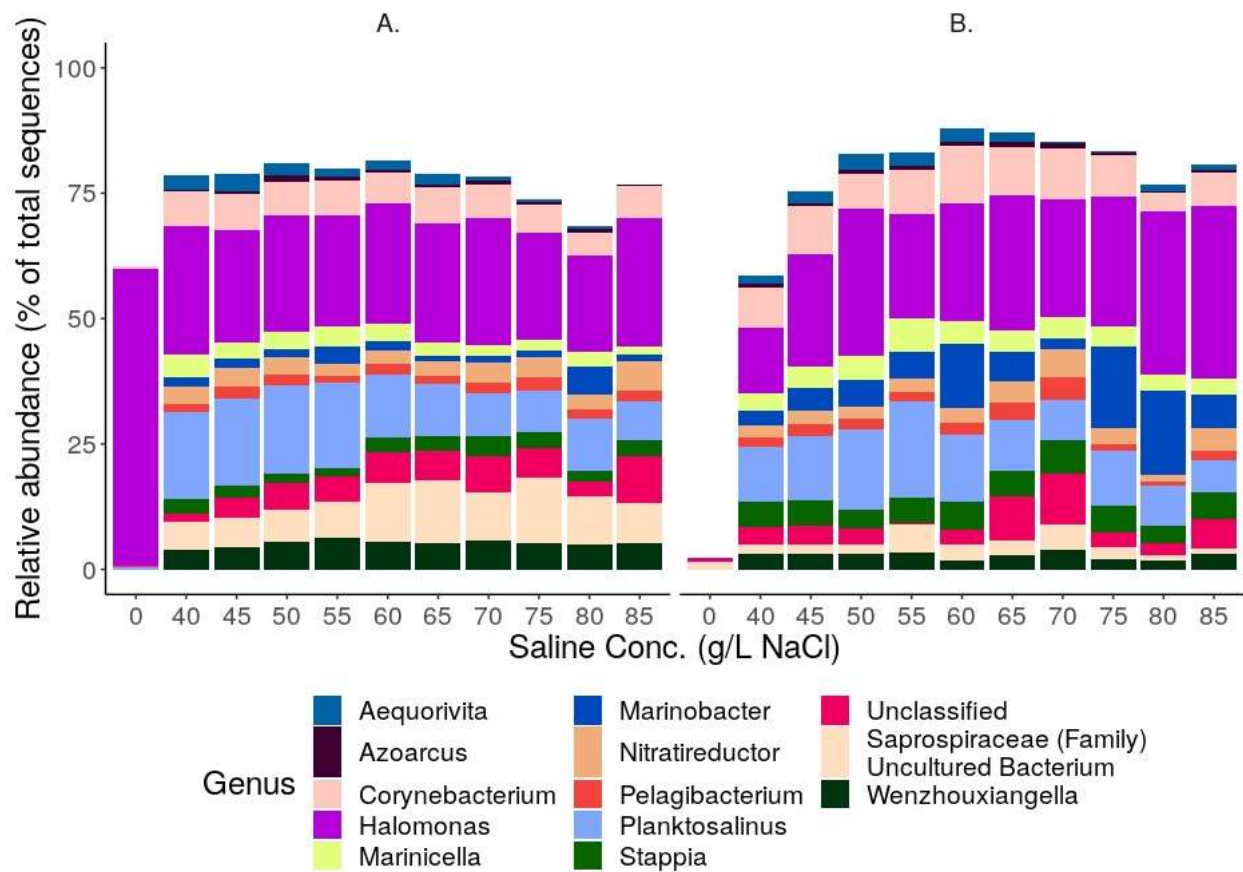 A.
B.
Relative abundance (% of total sequences)
100
75
50
25
0
0 40 45 50 55 60 65 70 75 80 85
0 40 45 50 55 60 65 70 75 80 85
Saline Conc. (g/L NaCl)
Genus
Aequorivita
Azoarcus
Corynebacterium
Halomonas
Marinicella
Marinobacter
Nitratireductor
Pelagibacterium
Planktosalinus
Stappia
Unclassified
Saprospiraceae (Family)
Uncultured Bacterium
Wenzhouxiangella